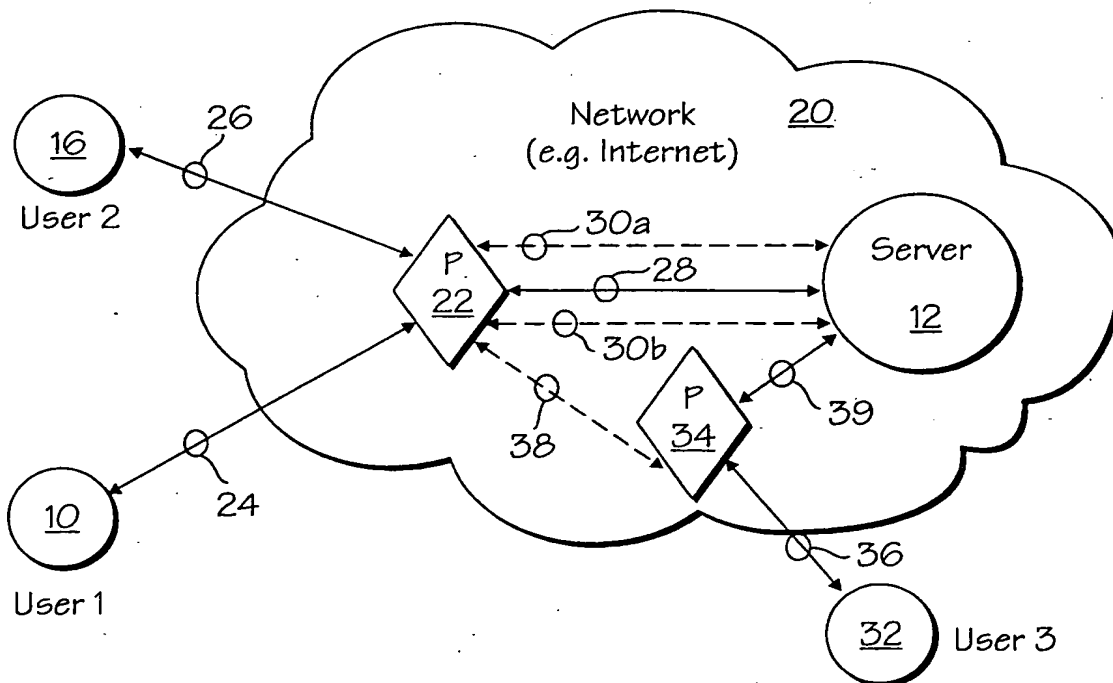 Network
(e.g. Internet)
20
26
16
User 2
30a
P
22
28
Server
12
30b
P
34
39
38
24
10
User 1
36
32
User 3